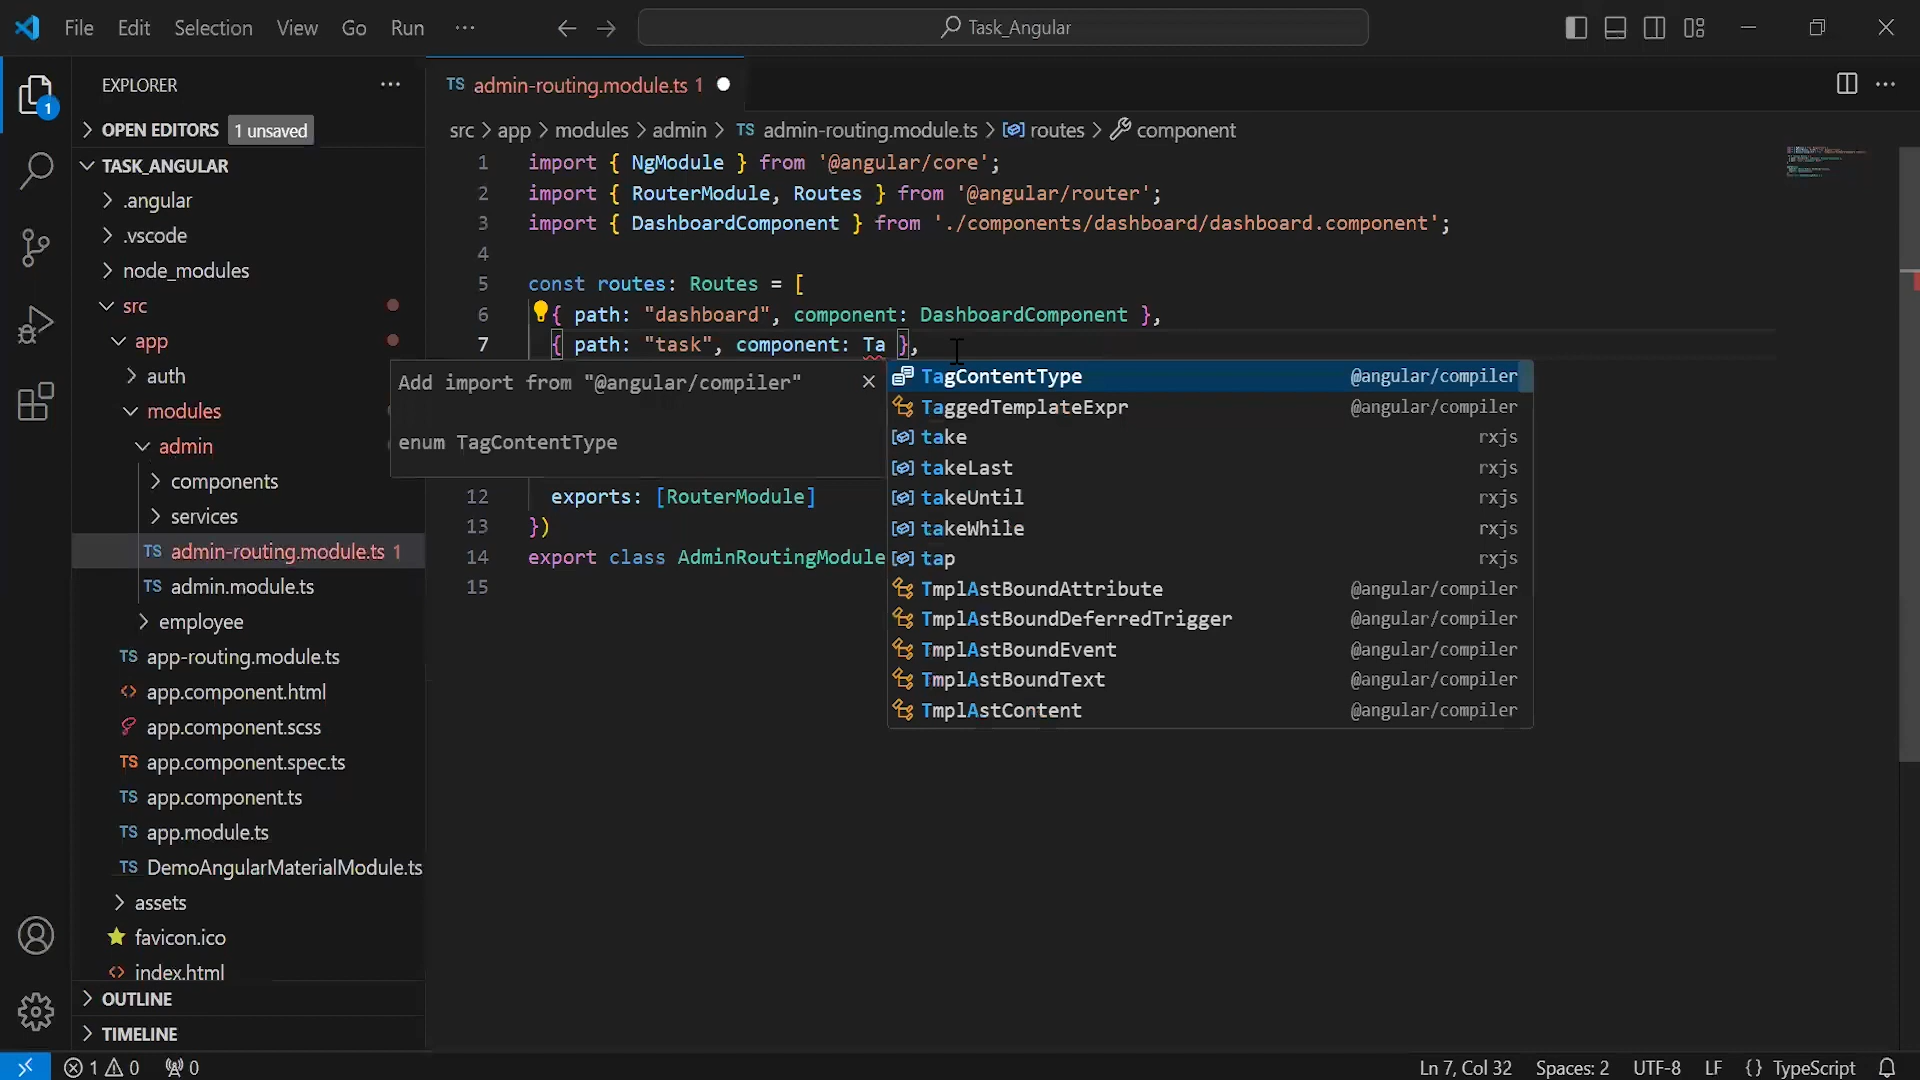 File Edit Selection View Go Run ··· Task_Angular
EXPLORER ···
1
OPEN EDITORS 1 unsaved
TASK_ANGULAR
.angular
.vscode
node_modules
src
app
auth
modules
admin
components
services
TS admin-routing.module.ts 1
TS admin.module.ts
employee
TS app-routing.module.ts
<> app.component.html
app.component.scss
TS app.component.spec.ts
TS app.component.ts
TS app.module.ts
TS DemoAngularMaterialModule.ts
assets
favicon.ico
<> index.html
OUTLINE
TIMELINE
TS admin-routing.module.ts 1
src > app > modules > admin > TS admin-routing.module.ts > routes > component
1 import { NgModule } from '@angular/core';
2 import { RouterModule, Routes } from '@angular/router';
3 import { DashboardComponent } from './components/dashboard/dashboard.component';
4
5 const routes: Routes = [
6 { path: "dashboard", component: DashboardComponent },
7 { path: "task", component: Ta },
Add import from "@angular/compiler"
enum TagContentType
TagContentType @angular/compiler
TaggedTemplateExpr @angular/compiler
take rxjs
takeLast rxjs
takeUntil rxjs
takeWhile rxjs
tap rxjs
TmplAstBoundAttribute @angular/compiler
TmplAstBoundDeferredTrigger @angular/compiler
TmplAstBoundEvent @angular/compiler
TmplAstBoundText @angular/compiler
TmplAstContent @angular/compiler
12 exports: [RouterModule]
13 })
14 export class AdminRoutingModule
15
1 0 0 Ln 7, Col 32 Spaces: 2 UTF-8 LF {} TypeScript